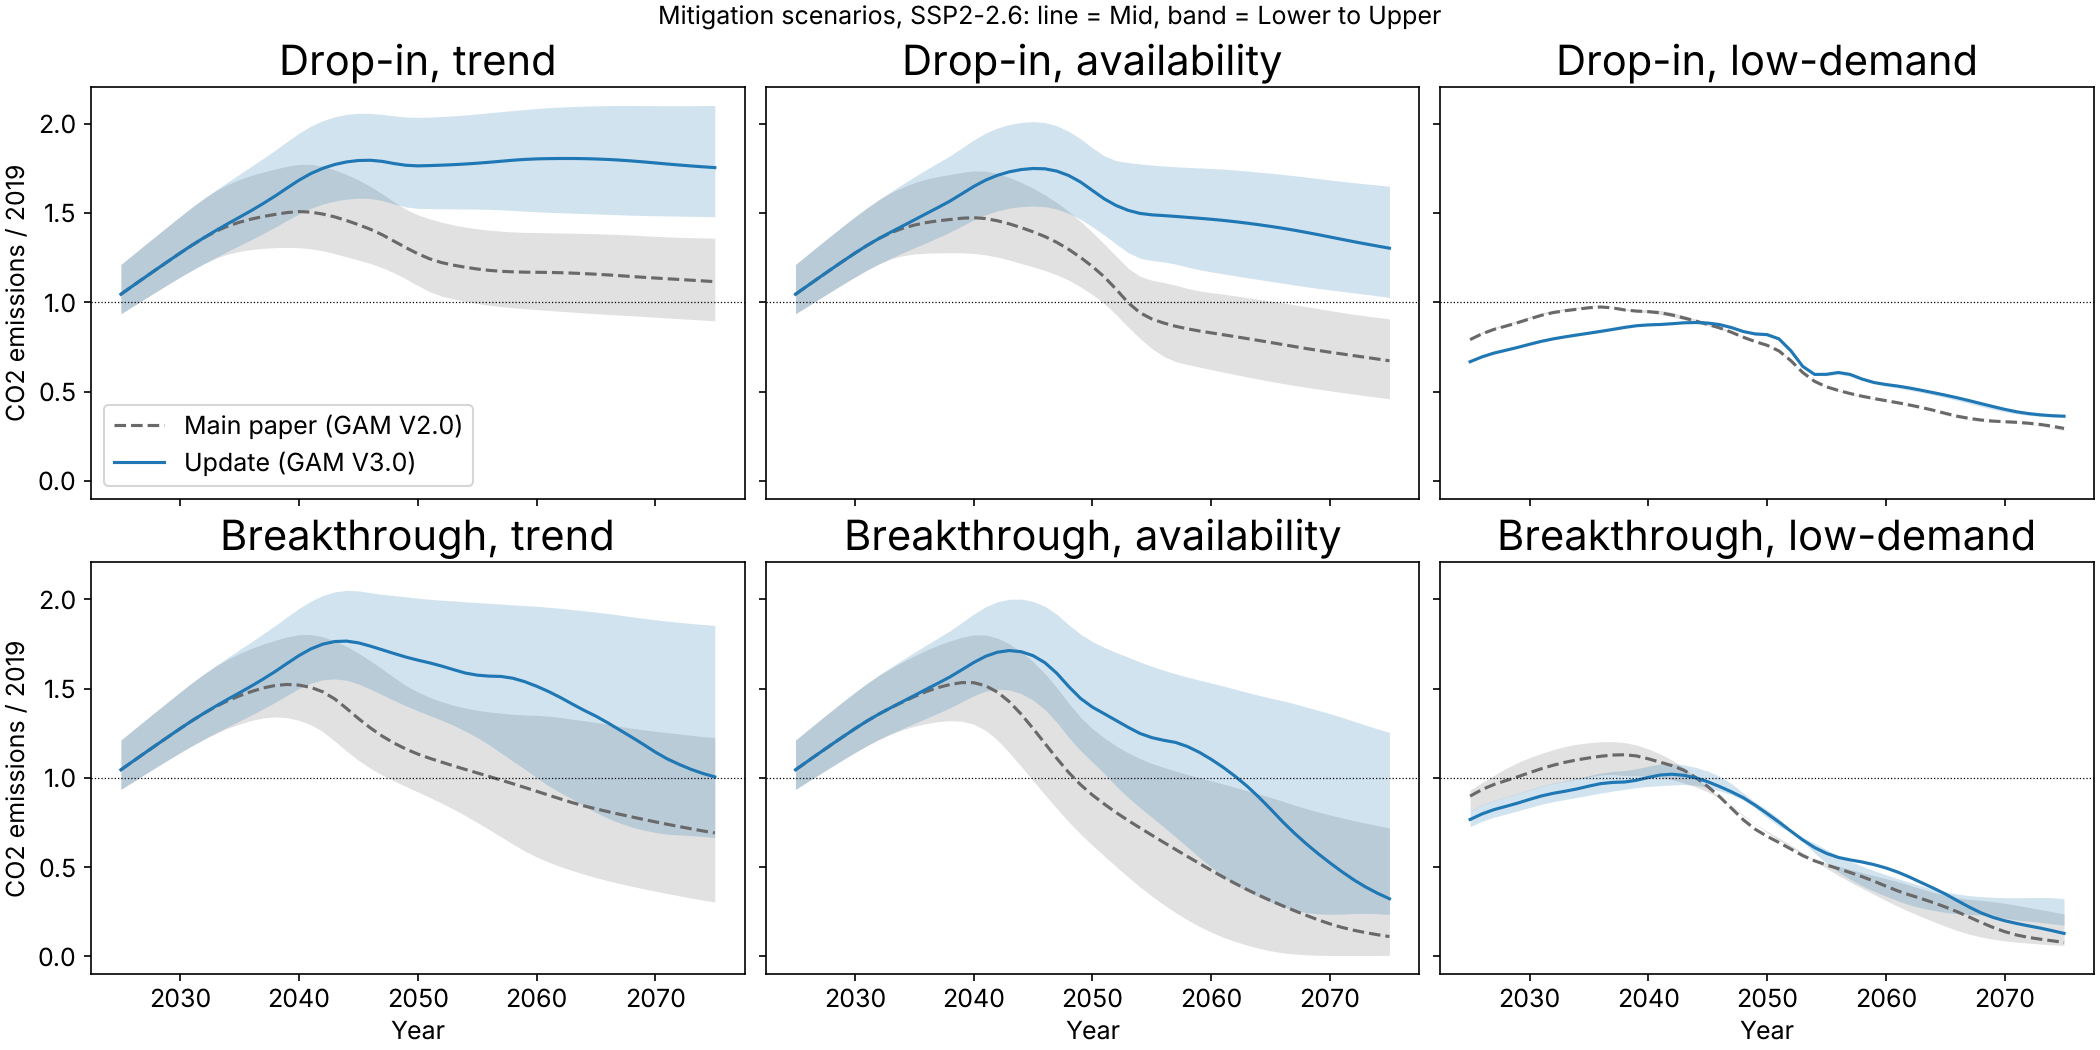 Mitigation scenarios, SSP2-2.6: line = Mid, band = Lower to Upper
Drop-in, trend
Drop-in, availability
Drop-in, low-demand
CO2 emissions / 2019
2.0
1.5
1.0
0.5
0.0
Main paper (GAM V2.0)
Update (GAM V3.0)
Breakthrough, trend
Breakthrough, availability
Breakthrough, low-demand
CO2 emissions / 2019
2.0
1.5
1.0
0.5
0.0
2030 2040 2050 2060 2070
2030 2040 2050 2060 2070
2030 2040 2050 2060 2070
Year
Year
Year